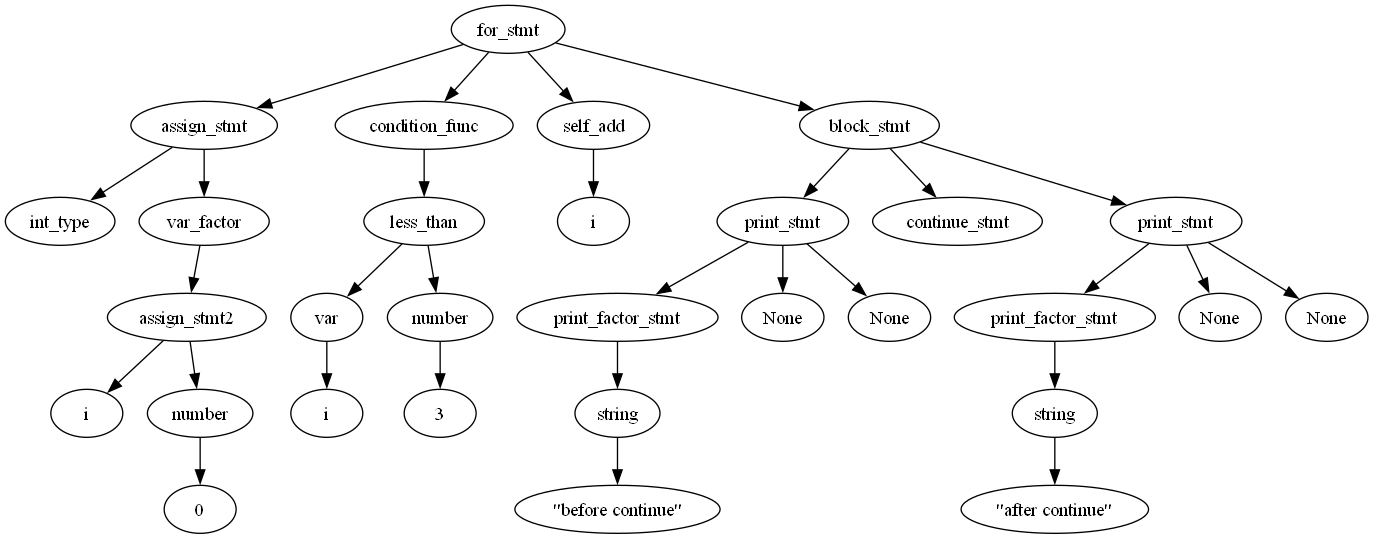 for_stmt
assign_stmt
condition_func
self_add
block_stmt
int_type
var_factor
less_than
i
print_stmt
continue_stmt
print_stmt
assign_stmt2
var
number
print_factor_stmt
None
None
print_factor_stmt
None
None
i
number
i
3
string
string
0
"before continue"
"after continue"